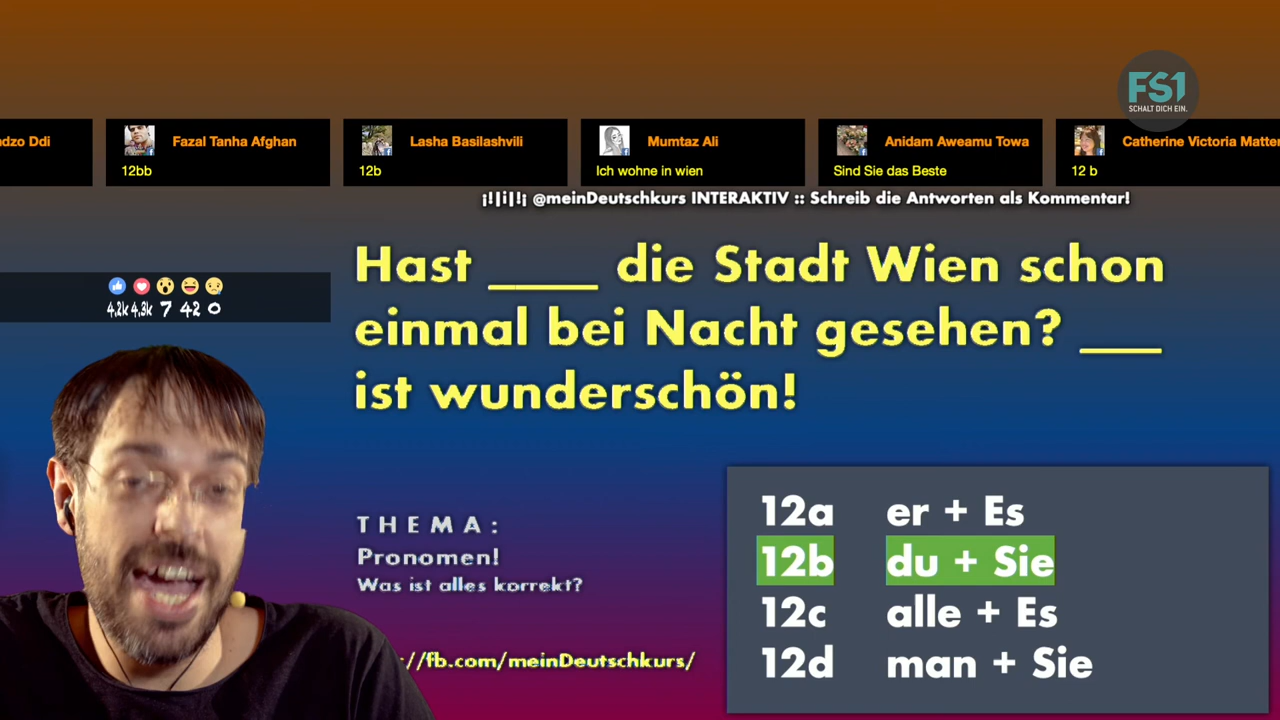 FS1
SCHALT DICH EIN.
dzo Ddi
Fazal Tanha Afghan
12bb
Lasha Basilashvili
12b
Mumtaz Ali
Ich wohne in wien
Anidam Aweamu Towa
Sind Sie das Beste
Catherine Victoria Matter
12 b
¡!|i|!¡ @meinDeutschkurs INTERAKTIV :: Schreib die Antworten als Kommentar!
4,2k 4,3k 7 42 0
Hast ____ die Stadt Wien schon
einmal bei Nacht gesehen? ___
ist wunderschön!
THEMA:
Pronomen!
Was ist alles korrekt?
://fb.com/meinDeutschkurs/
12a er + Es
12b du + Sie
12c alle + Es
12d man + Sie